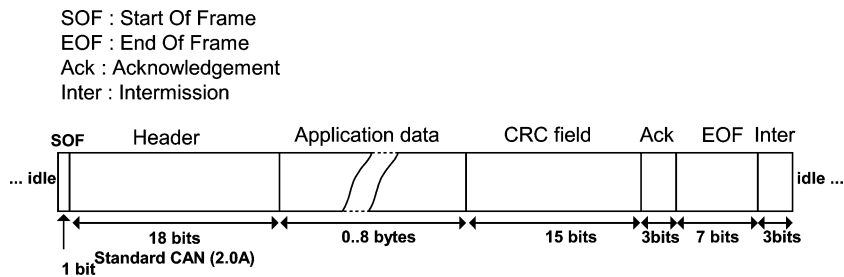 SOF : Start Of Frame
EOF : End Of Frame
Ack : Acknowledgement
Inter : Intermission
SOF Header Application data CRC field Ack EOF Inter
... idle idle ...
18 bits 0..8 bytes 15 bits 3bits 7 bits 3bits
1 bit Standard CAN (2.0A)